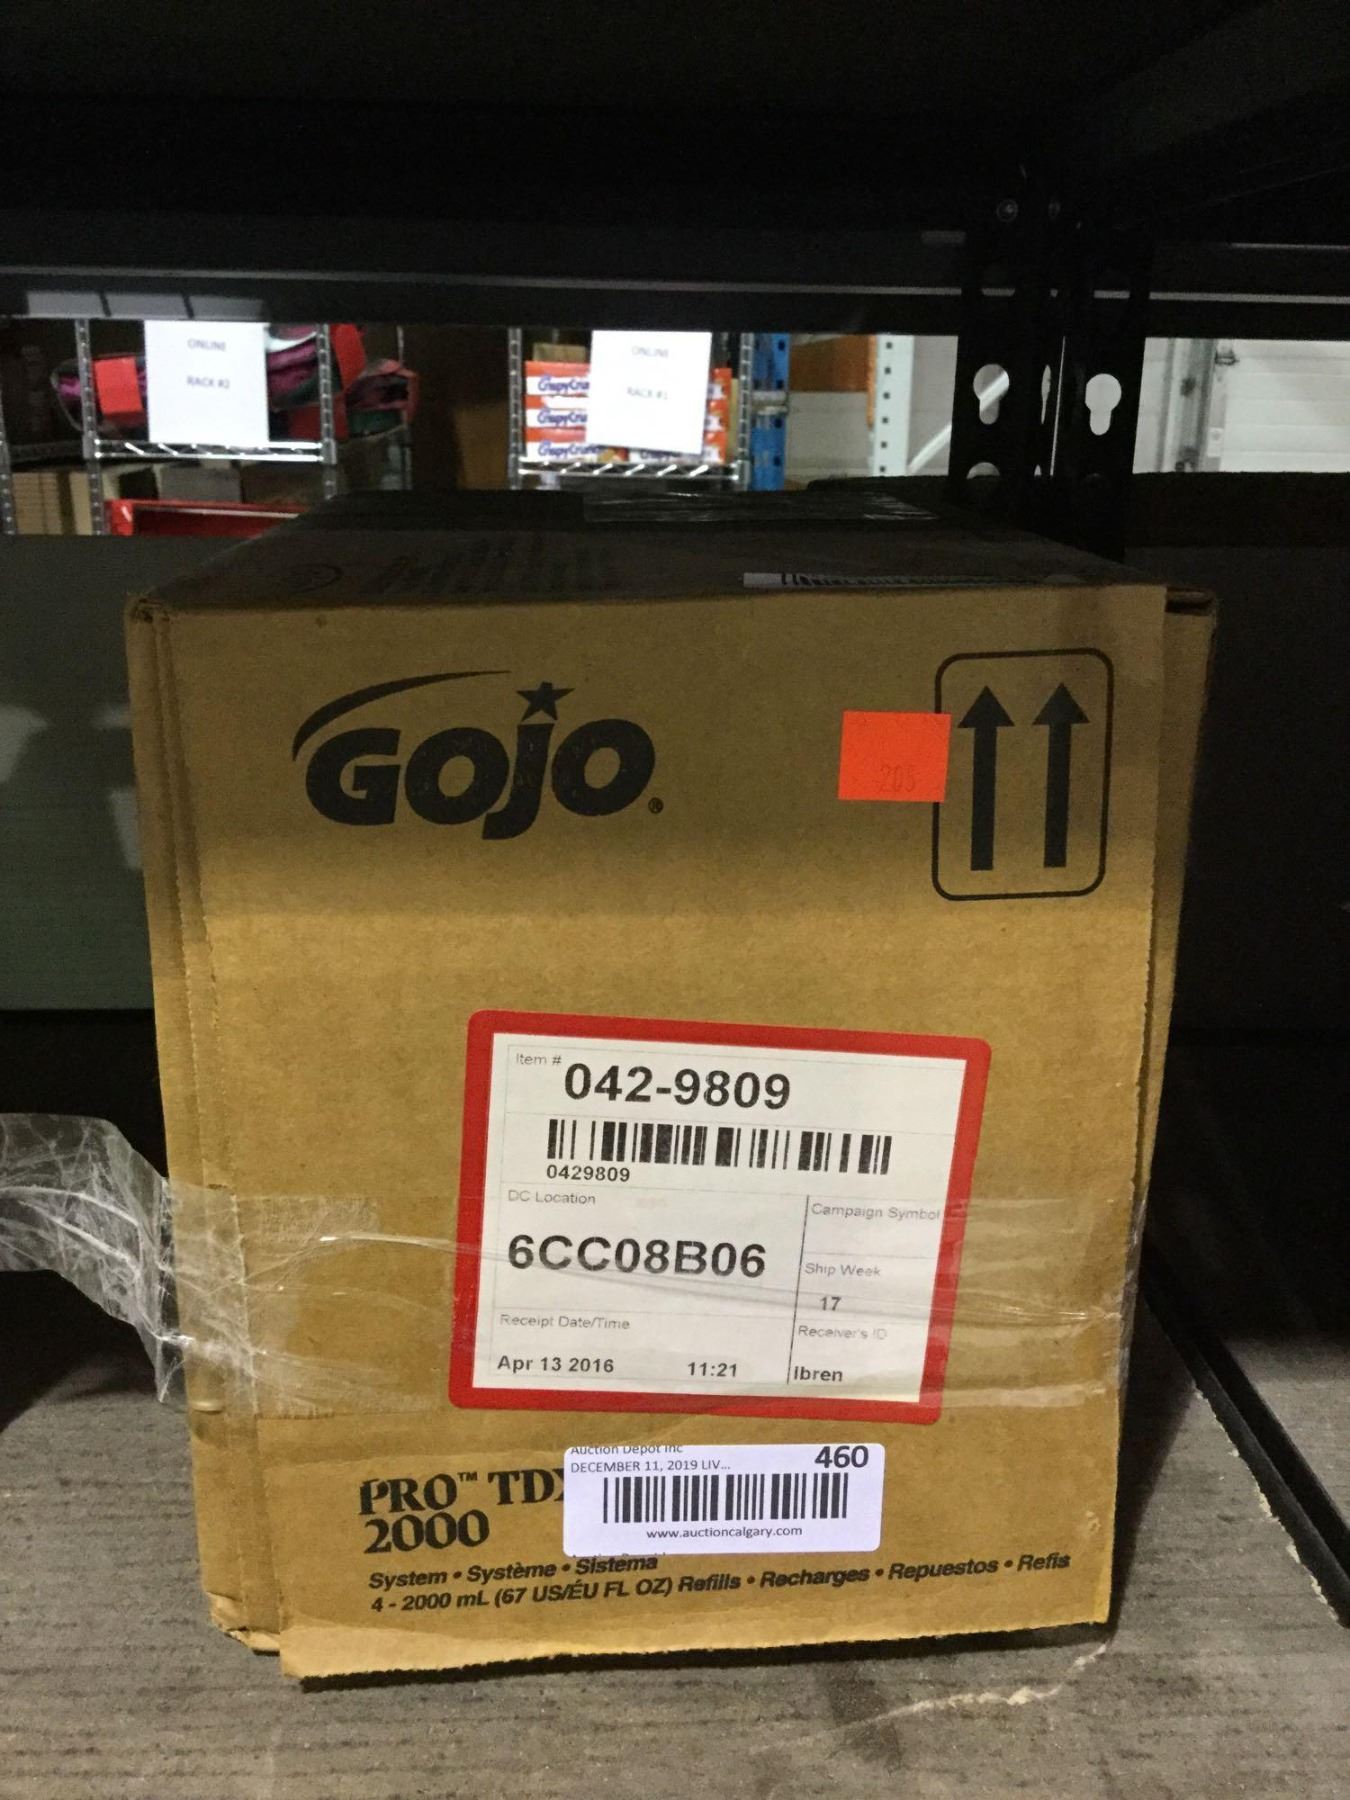 ONLINE
RACK #2
ONLINE
RACK #1
GOJO®
205
Item #
042-9809
0429809
DC Location
6CC08B06
Campaign Symbol
Ship Week
17
Receipt Date/Time
Apr 13 2016 11:21
Receiver's ID
lbren
Auction Depot Inc
DECEMBER 11, 2019 LIV...
460
www.auctioncalgary.com
PRO™ TDX
2000
System • Système • Sistema
4 - 2000 mL (67 US/ÉU FL OZ) Refills • Recharges • Repuestos • Refis